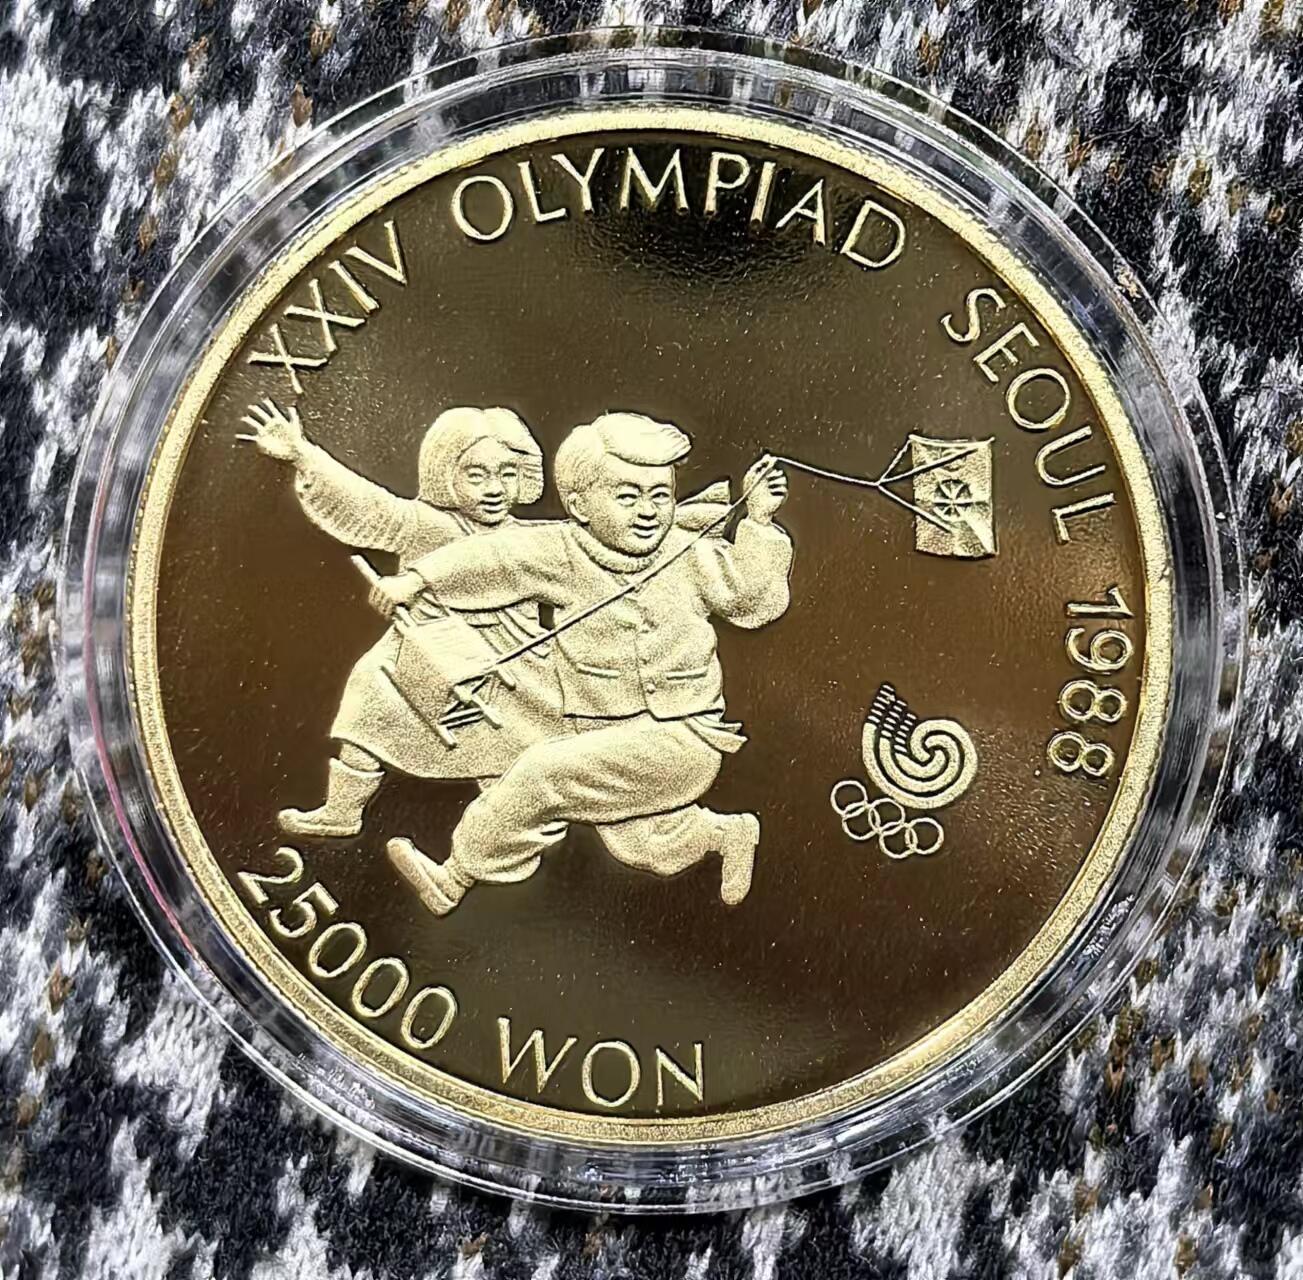 XXIV OLYMPIAD SEOUL 1988
25000 WON